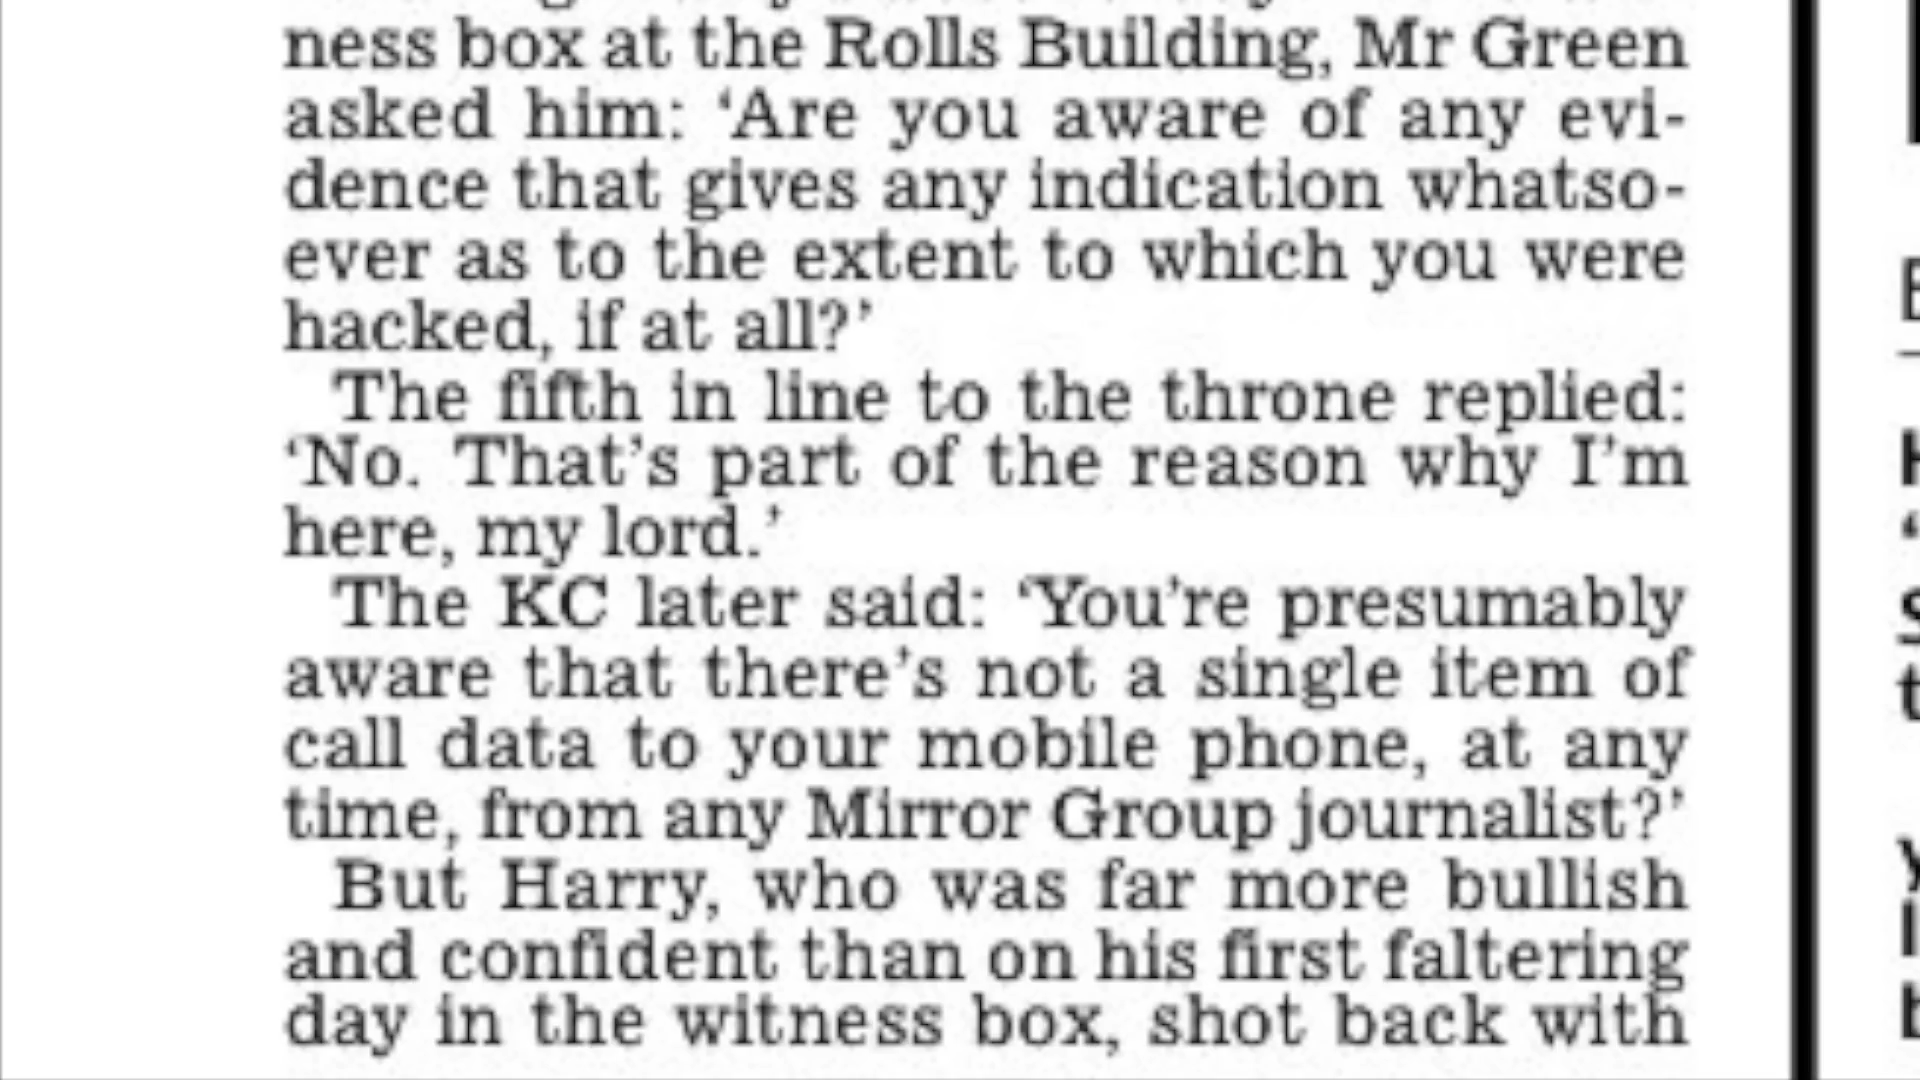 ness box at the Rolls Building, Mr Green
asked him: ‘Are you aware of any evi-
dence that gives any indication whatso-
ever as to the extent to which you were
hacked, if at all?’
The fifth in line to the throne replied:
‘No. That’s part of the reason why I’m
here, my lord.’
The KC later said: ‘You’re presumably
aware that there’s not a single item of
call data to your mobile phone, at any
time, from any Mirror Group journalist?’
But Harry, who was far more bullish
and confident than on his first faltering
day in the witness box, shot back with